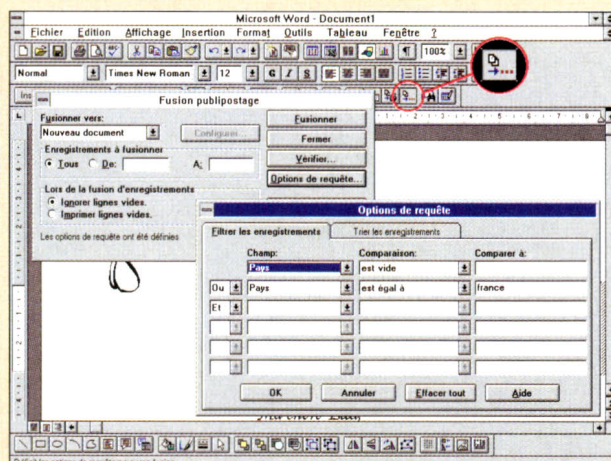 Microsoft Word - Document1
Fichier Edition Affichage Insertion Format Outils Tableau Fenêtre ?
100%
Normal Times New Roman 12 G I S
Ins
Fusion publipostage
Fusionner vers:
Nouveau document
Configurer...
Fusionner
Fermer
Enregistrements à fusionner
Tous De: A:
Vérifier...
Options de requête...
Lors de la fusion d'enregistrements
Ignorer lignes vides.
Imprimer lignes vides.
Les options de requête ont été définies
Options de requête
Filtrer les enregistrements Trier les enregistrements
Champ: Comparaison: Comparer à:
Pays est vide
Ou Pays est égal à france
Et
OK Annuler Effacer tout Aide